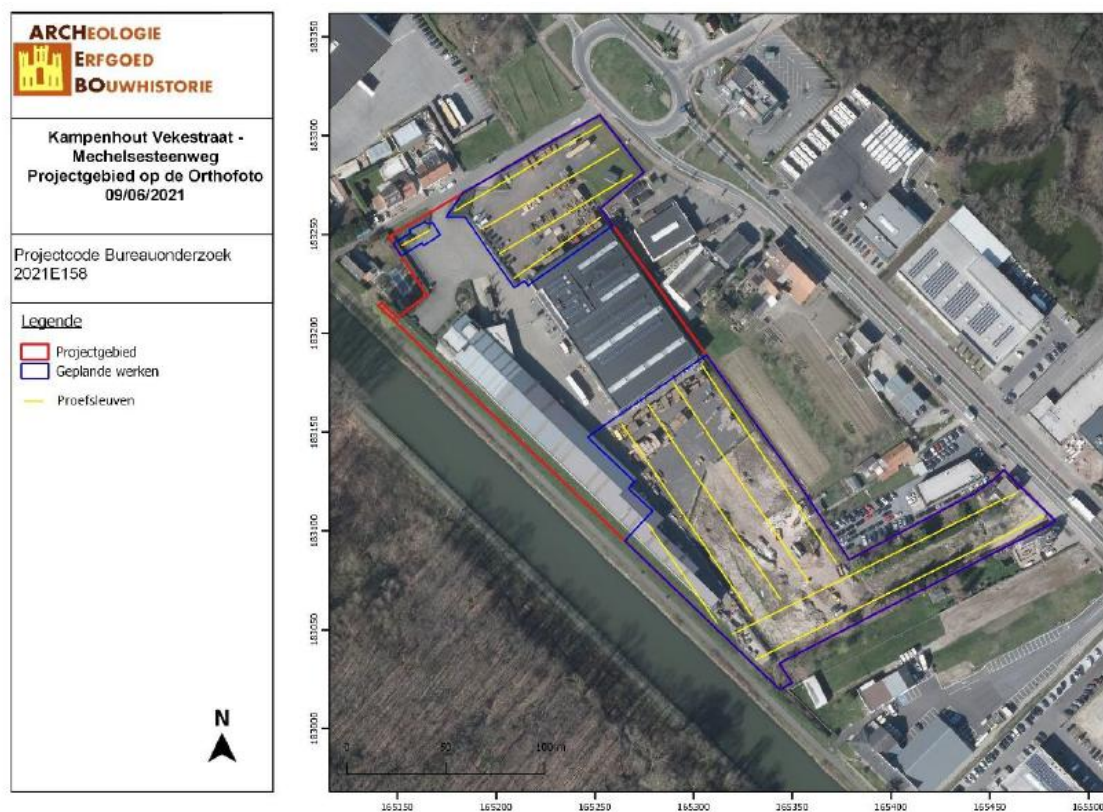 ARCHEOLOGIE
ERFGOED
BOUWHISTORIE
Kampenhout Vekestraat -
Mechelsesteenweg
Projectgebied op de Orthofoto
09/06/2021
Projectcode Bureauonderzoek
2021E158
Legende
Projectgebied
Geplande werken
Proefsleuven
N
183350
183300
183250
183200
183150
183100
183050
183000
0 50 100m
165150 165200 165250 165300 165350 165400 165450 165500